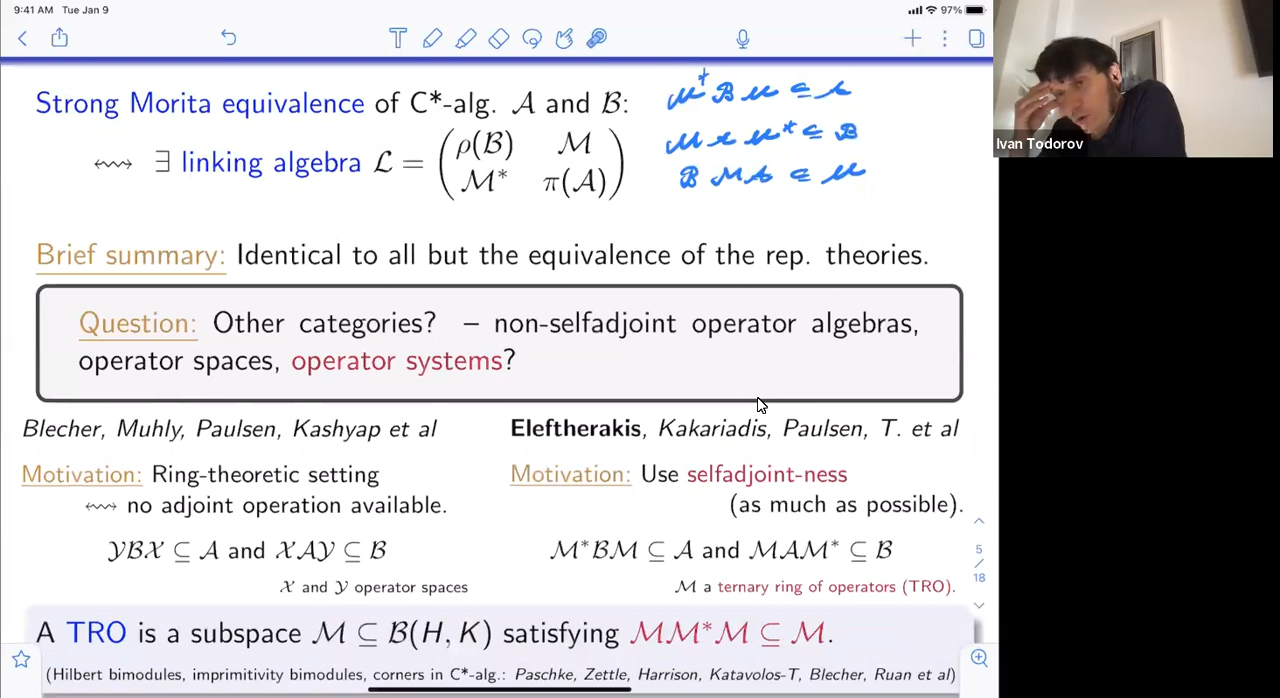 9:41 AM Tue Jan 9
97%
Strong Morita equivalence of C*-alg. 𝒜 and ℬ:
⇝ ∃ linking algebra ℒ = ( ρ(ℬ) ℳ
ℳ* π(𝒜) )
ℳ* ℬ ℳ ⊆ 𝒜
ℳ 𝒜 ℳ* ⊆ ℬ
ℬ ℳ 𝒜 ⊆ ℳ
Ivan Todorov
Brief summary: Identical to all but the equivalence of the rep. theories.
Question: Other categories? – non-selfadjoint operator algebras,
operator spaces, operator systems?
Blecher, Muhly, Paulsen, Kashyap et al
Motivation: Ring-theoretic setting
⇝ no adjoint operation available.
𝒴ℬ𝒳 ⊆ 𝒜 and 𝒳𝒜𝒴 ⊆ ℬ
𝒳 and 𝒴 operator spaces
Eleftherakis, Kakariadis, Paulsen, T. et al
Motivation: Use selfadjoint-ness
(as much as possible).
ℳ*ℬℳ ⊆ 𝒜 and ℳ𝒜ℳ* ⊆ ℬ
ℳ a ternary ring of operators (TRO).
5
/
18
A TRO is a subspace ℳ ⊆ ℬ(H, K) satisfying ℳℳ*ℳ ⊆ ℳ.
(Hilbert bimodules, imprimitivity bimodules, corners in C*-alg.: Paschke, Zettle, Harrison, Katavolos-T, Blecher, Ruan et al)